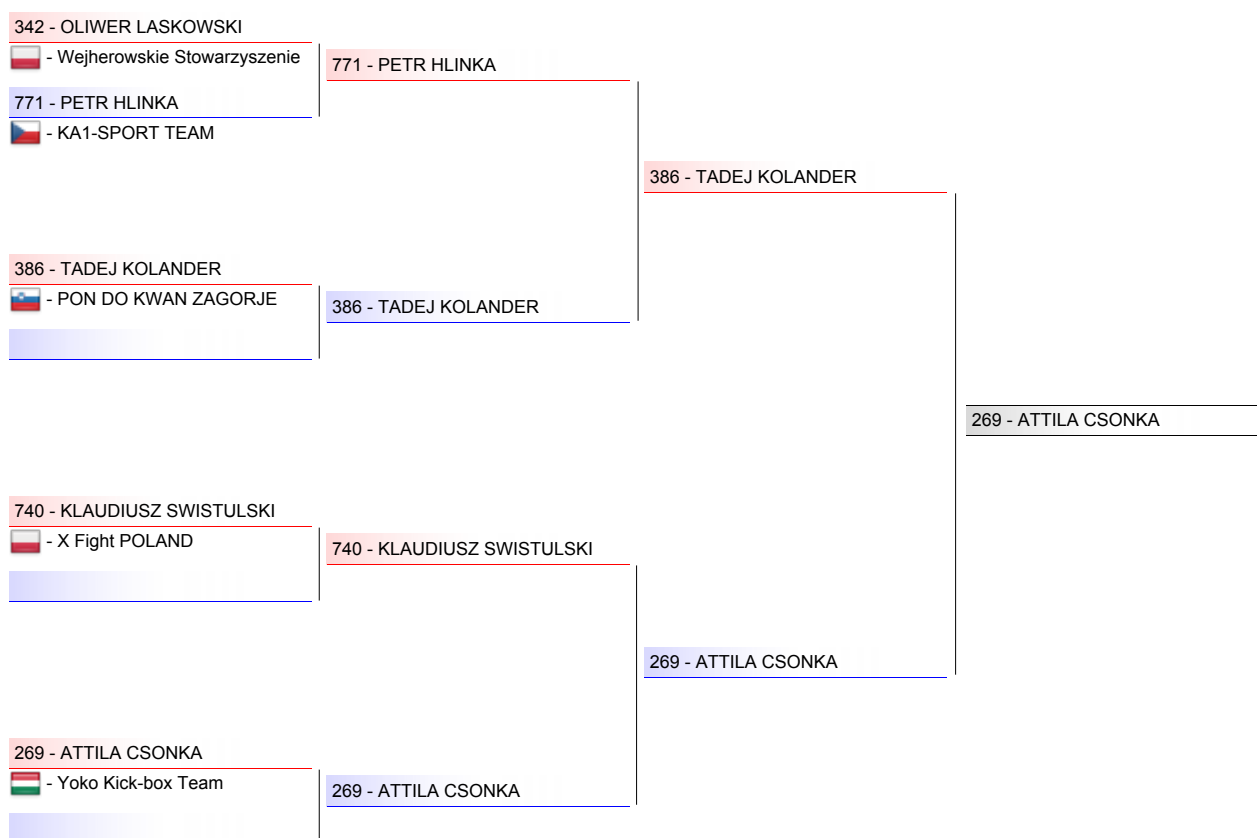 342 - OLIWER LASKOWSKI
- Wejherowskie Stowarzyszenie
771 - PETR HLINKA
771 - PETR HLINKA
- KA1-SPORT TEAM
386 - TADEJ KOLANDER
386 - TADEJ KOLANDER
- PON DO KWAN ZAGORJE
386 - TADEJ KOLANDER
269 - ATTILA CSONKA
740 - KLAUDIUSZ SWISTULSKI
- X Fight POLAND
740 - KLAUDIUSZ SWISTULSKI
269 - ATTILA CSONKA
269 - ATTILA CSONKA
- Yoko Kick-box Team
269 - ATTILA CSONKA